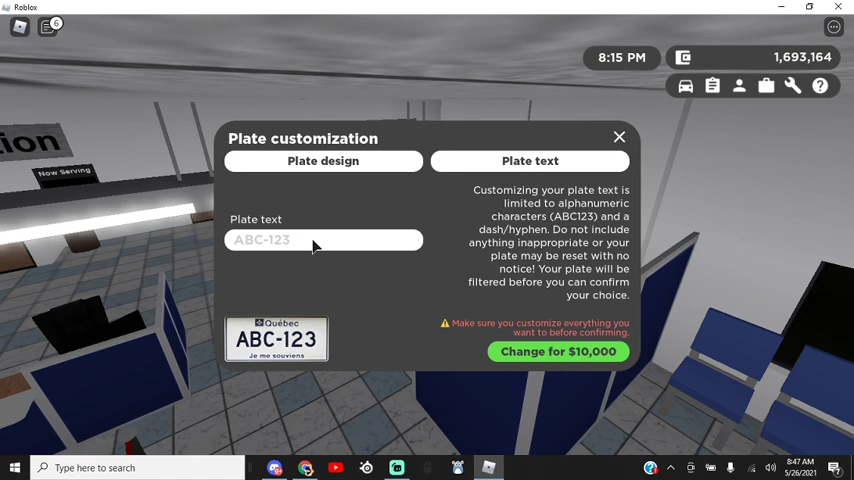 Roblox
6
8:15 PM
1,693,164
ion
Now Serving
Plate customization
Plate design
Plate text
Customizing your plate text is
limited to alphanumeric
characters (ABC123) and a
dash/hyphen. Do not include
anything inappropriate or your
plate may be reset with no
notice! Your plate will be
filtered before you can confirm
your choice.
Plate text
ABC-123
Québec
ABC-123
Je me souviens
⚠ Make sure you customize everything you
want to before confirming.
Change for $10,000
Type here to search
8:47 AM
5/26/2021
7